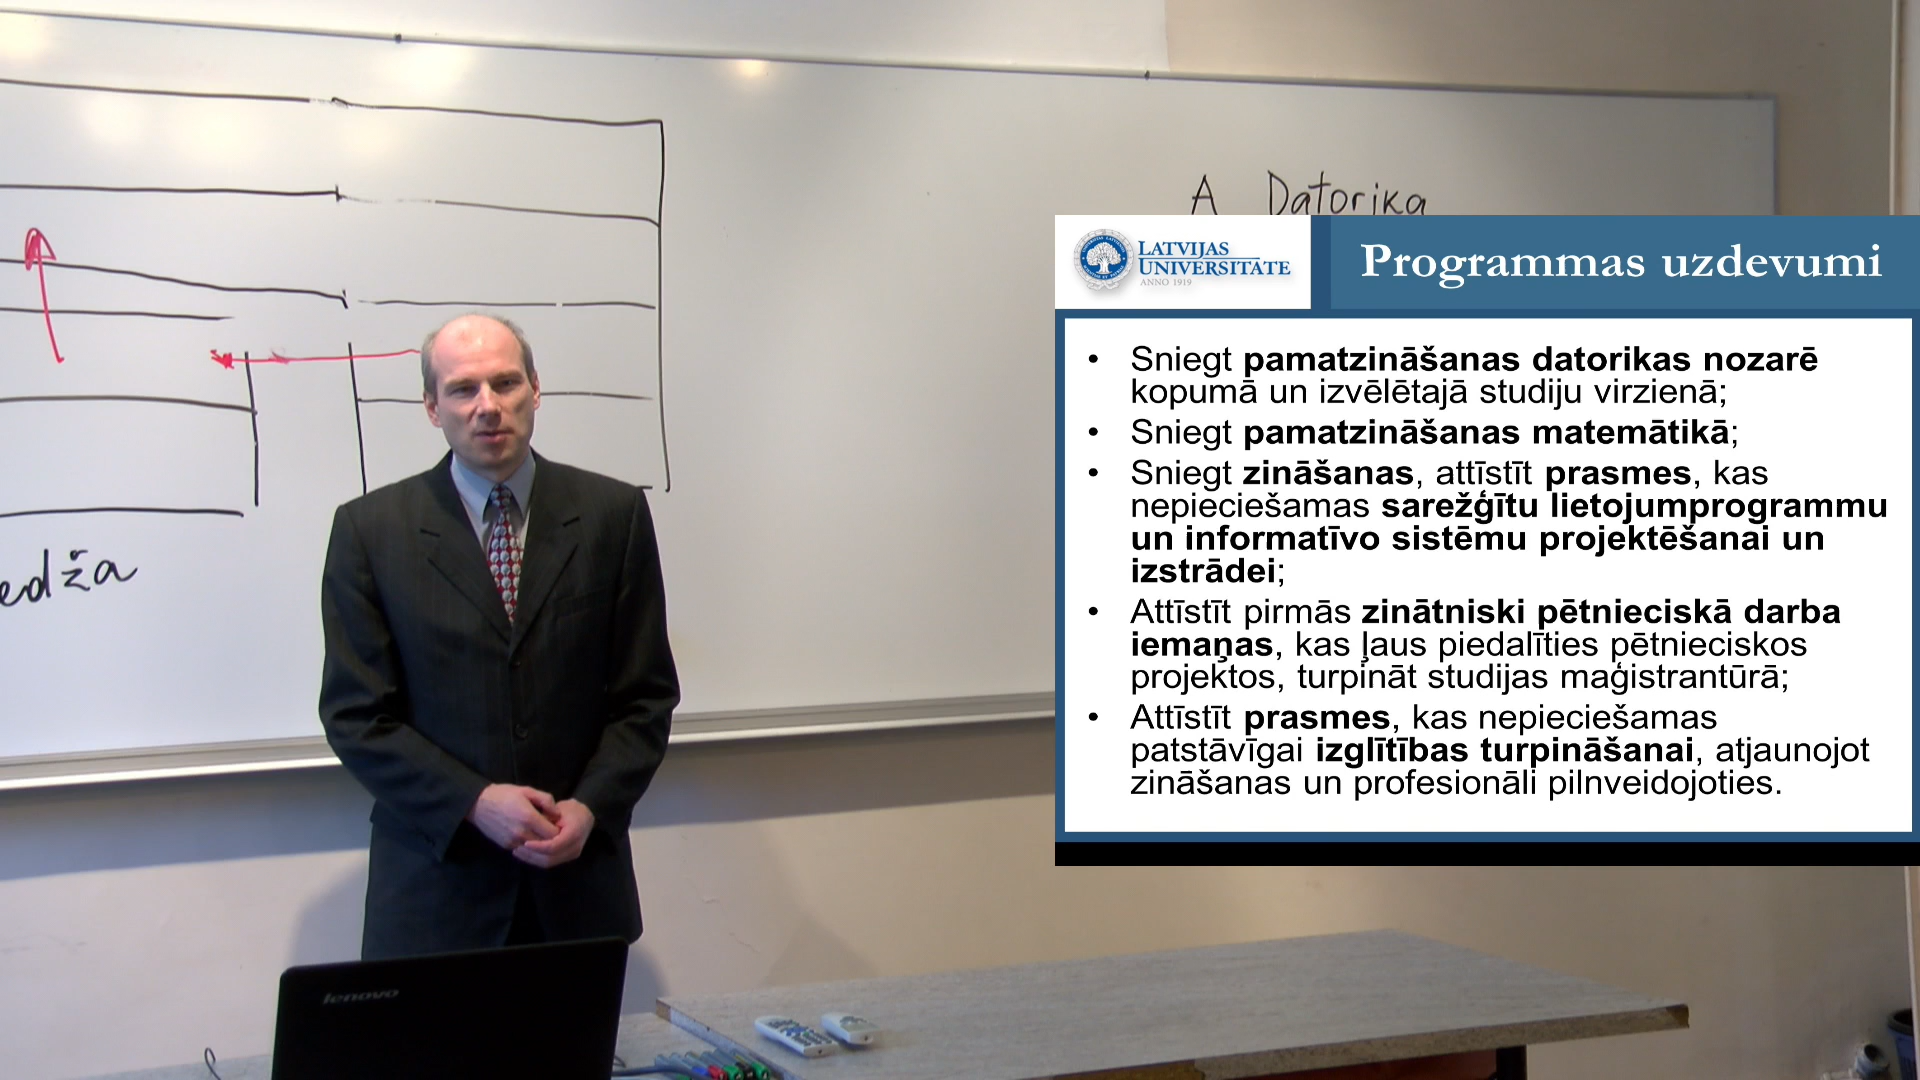 A Datorika
LATVIJAS
UNIVERSITATE
ANNO 1919
Programmas uzdevumi
• Sniegt pamatzināšanas datorikas nozarē
kopumā un izvēlētajā studiju virzienā;
• Sniegt pamatzināšanas matemātikā;
• Sniegt zināšanas, attīstīt prasmes, kas
nepieciešamas sarežģītu lietojumprogrammu
un informatīvo sistēmu projektēšanai un
izstrādei;
• Attīstīt pirmās zinātniski pētnieciskā darba
iemaņas, kas ļaus piedalīties pētnieciskos
projektos, turpināt studijas maģistrantūrā;
• Attīstīt prasmes, kas nepieciešamas
patstāvīgai izglītības turpināšanai, atjaunojot
zināšanas un profesionāli pilnveidojoties.
edža
lenovo